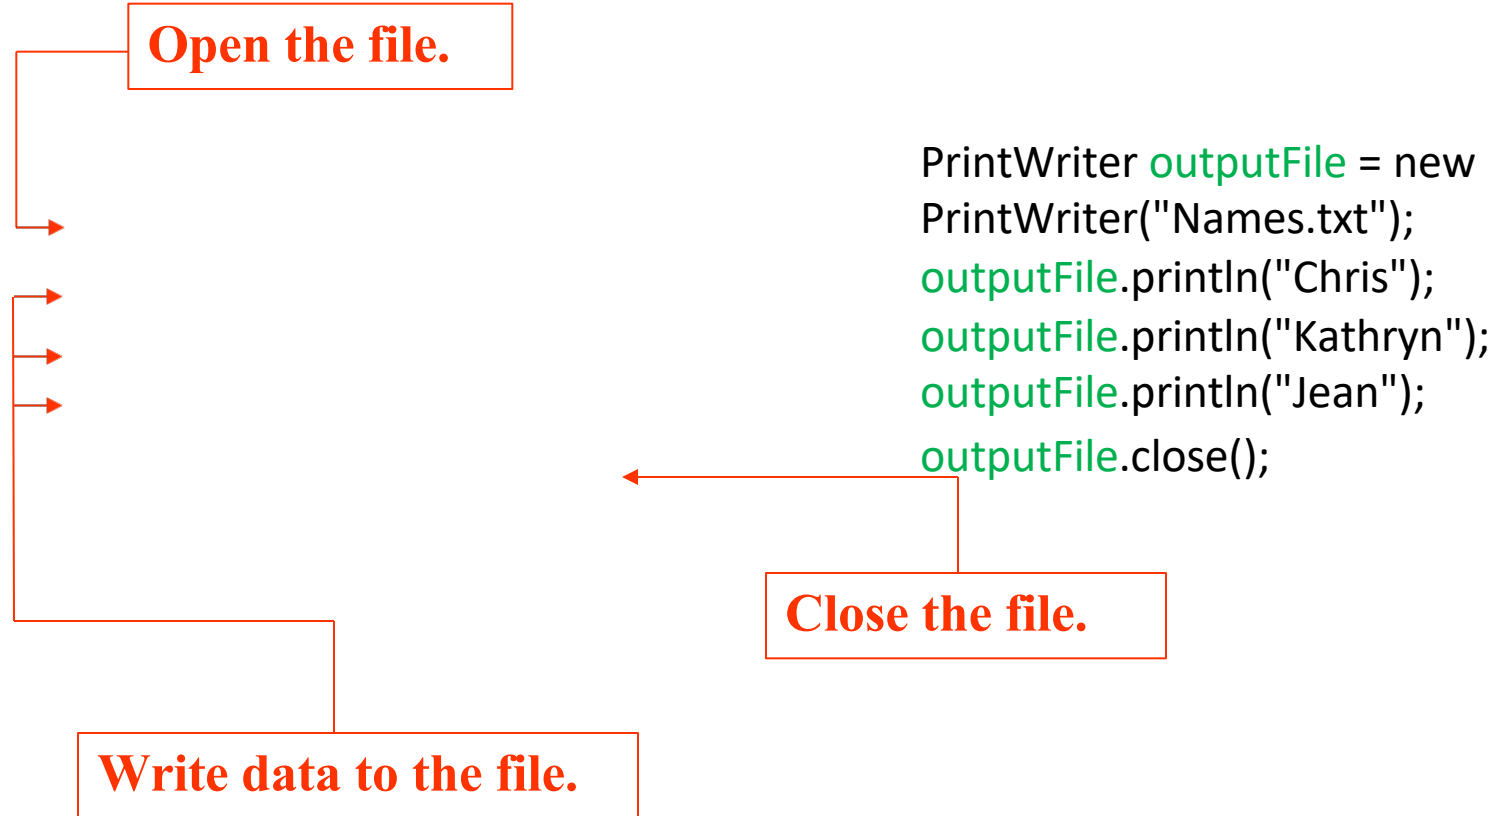 Open the file.
PrintWriter outputFile = new
PrintWriter("Names.txt");
outputFile.println("Chris");
outputFile.println("Kathryn");
outputFile.println("Jean");
outputFile.close();
Close the file.
Write data to the file.